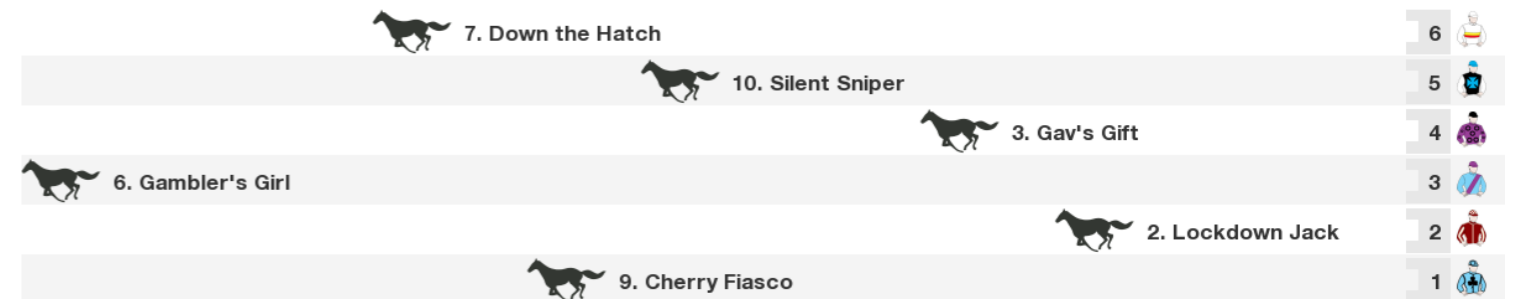 7. Down the Hatch 6
10. Silent Sniper 5
3. Gav's Gift 4
6. Gambler's Girl 3
2. Lockdown Jack 2
9. Cherry Fiasco 1